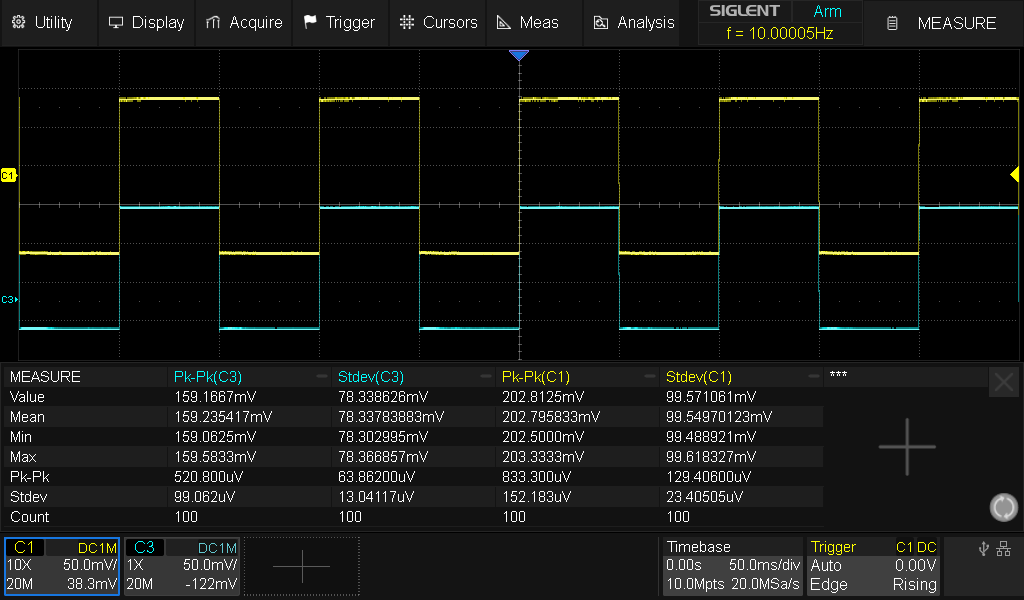 Utility Display Acquire Trigger Cursors Meas Analysis SIGLENT Arm MEASURE
f = 10.00005Hz
C1
C3
MEASURE Pk-Pk(C3) Stdev(C3) Pk-Pk(C1) Stdev(C1) ***
Value 159.1667mV 78.338626mV 202.8125mV 99.571061mV
Mean 159.235417mV 78.33783883mV 202.795833mV 99.54970123mV
Min 159.0625mV 78.302995mV 202.5000mV 99.488921mV
Max 159.5833mV 78.366857mV 203.3333mV 99.618327mV
Pk-Pk 520.800uV 63.86200uV 833.300uV 129.40600uV
Stdev 99.062uV 13.04117uV 152.183uV 23.40505uV
Count 100 100 100 100
C1 DC1M C3 DC1M Timebase Trigger C1 DC
10X 50.0mV/ 1X 50.0mV/ 0.00s 50.0ms/div Auto 0.00V
20M 38.3mV 20M -122mV 10.0Mpts 20.0MSa/s Edge Rising